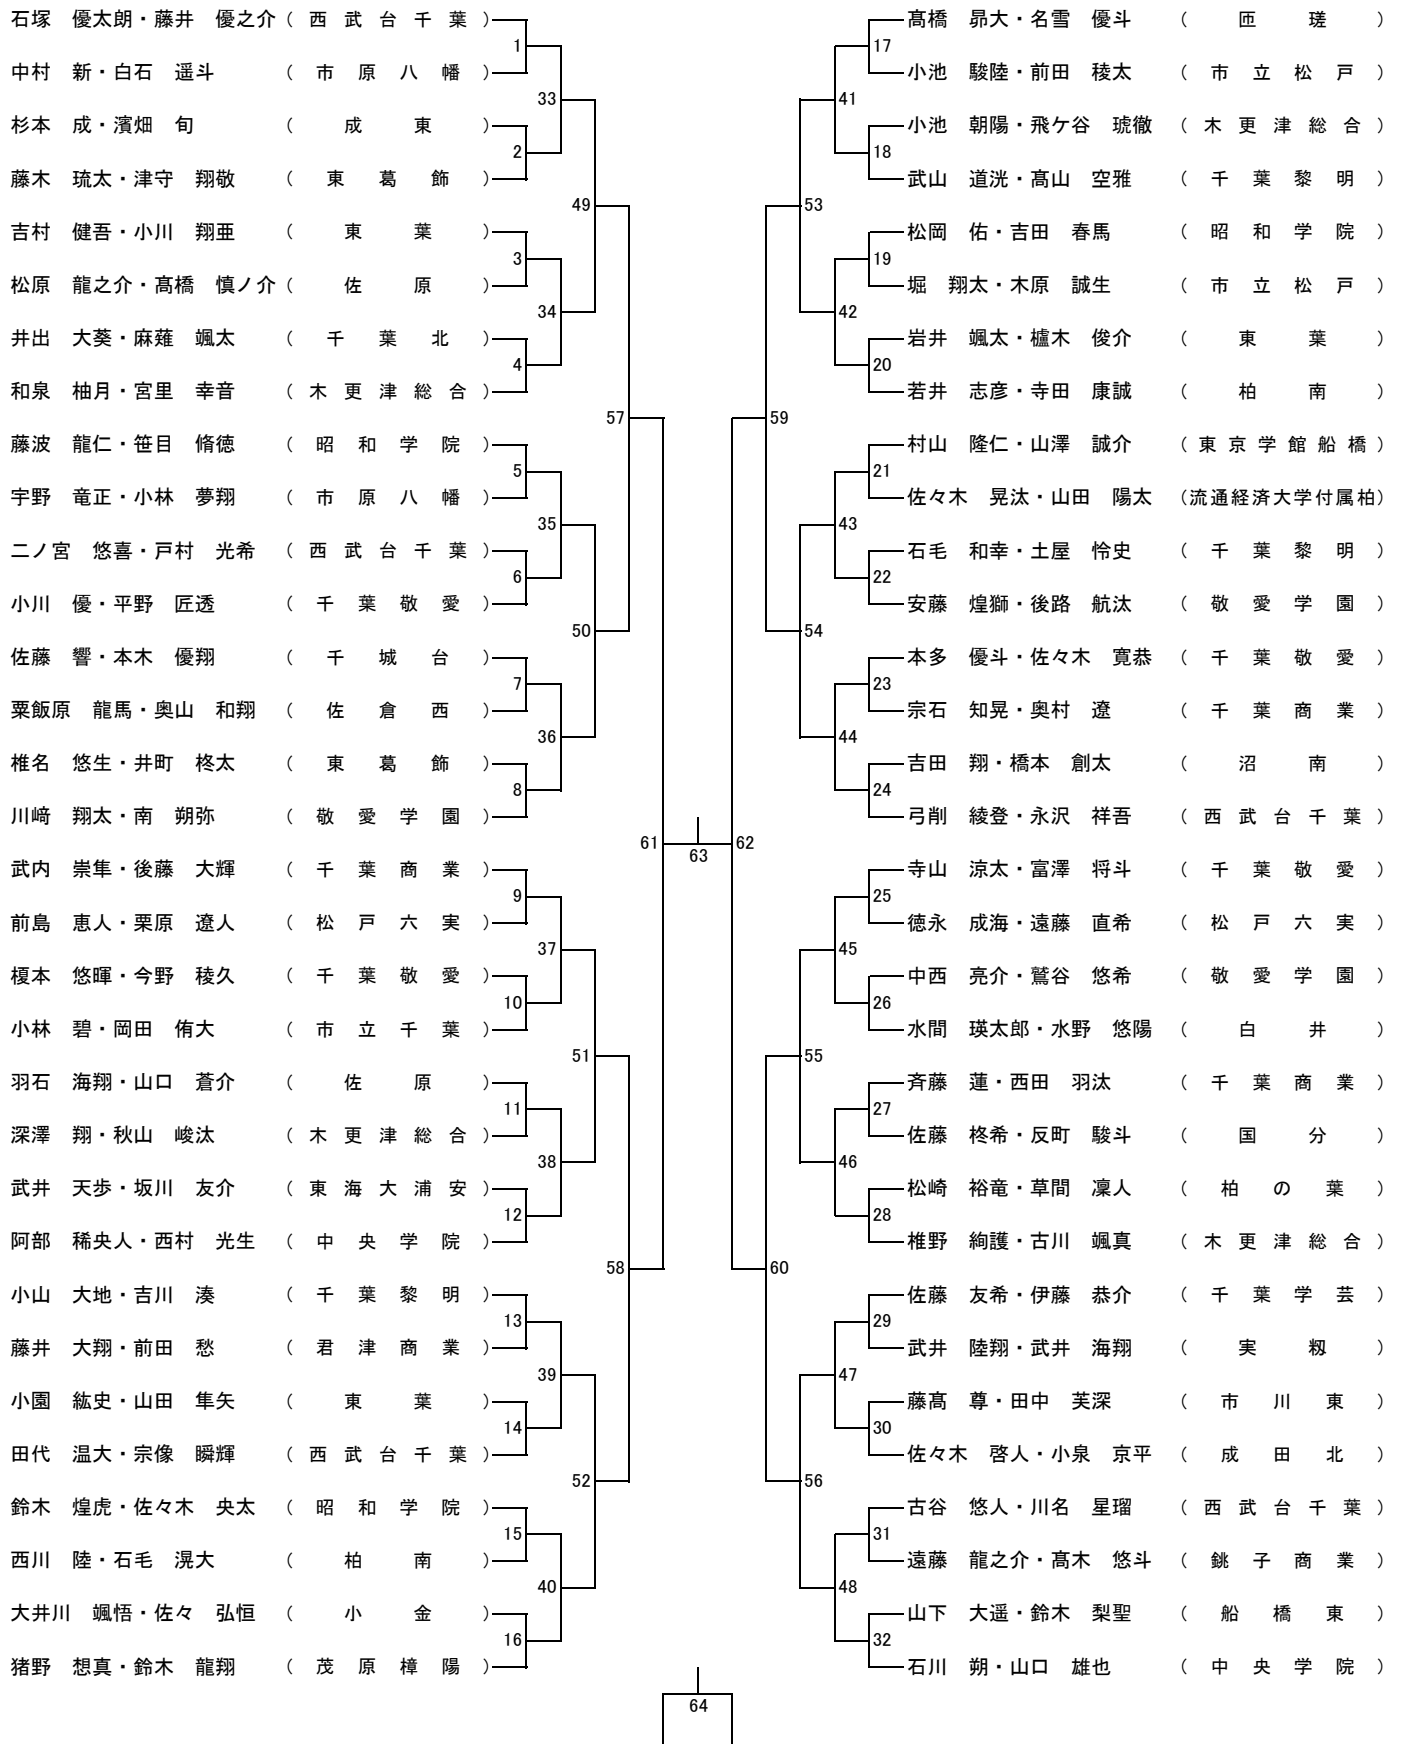 石塚 優太朗・藤井 優之介 ( 西武台千葉 )
1
中村 新・白石 遥斗 ( 市原八幡 )
33
杉本 成・濱畑 旬 ( 成東 )
2
藤木 琉太・津守 翔敬 ( 東葛飾 )
49
吉村 健吾・小川 翔亜 ( 東葉 )
3
松原 龍之介・髙橋 慎ノ介 ( 佐原 )
34
井出 大葵・麻薙 颯太 ( 千葉北 )
4
和泉 柚月・宮里 幸音 ( 木更津総合 )
57
藤波 龍仁・笹目 脩徳 ( 昭和学院 )
5
宇野 竜正・小林 夢翔 ( 市原八幡 )
35
二ノ宮 悠喜・戸村 光希 ( 西武台千葉 )
6
小川 優・平野 匠透 ( 千葉敬愛 )
50
佐藤 響・本木 優翔 ( 千城台 )
7
粟飯原 龍馬・奥山 和翔 ( 佐倉西 )
36
椎名 悠生・井町 柊太 ( 東葛飾 )
8
川﨑 翔太・南 朔弥 ( 敬愛学園 )
61
武内 崇隼・後藤 大輝 ( 千葉商業 )
9
前島 恵人・栗原 遼人 ( 松戸六実 )
37
榎本 悠暉・今野 稜久 ( 千葉敬愛 )
10
小林 碧・岡田 侑大 ( 市立千葉 )
51
羽石 海翔・山口 蒼介 ( 佐原 )
11
深澤 翔・秋山 峻汰 ( 木更津総合 )
38
武井 天歩・坂川 友介 ( 東海大浦安 )
12
阿部 稀央人・西村 光生 ( 中央学院 )
58
小山 大地・吉川 湊 ( 千葉黎明 )
13
藤井 大翔・前田 愁 ( 君津商業 )
39
小園 紘史・山田 隼矢 ( 東葉 )
14
田代 温大・宗像 瞬輝 ( 西武台千葉 )
52
鈴木 煌虎・佐々木 央太 ( 昭和学院 )
15
西川 陸・石毛 滉大 ( 柏南 )
40
大井川 颯悟・佐々 弘恒 ( 小金 )
16
猪野 想真・鈴木 龍翔 ( 茂原樟陽 )
63
64
髙橋 昴大・名雪 優斗 ( 匝瑳 )
17
小池 駿陸・前田 稜太 ( 市立松戸 )
41
小池 朝陽・飛ケ谷 琥徹 ( 木更津総合 )
18
武山 道洸・髙山 空雅 ( 千葉黎明 )
53
松岡 佑・吉田 春馬 ( 昭和学院 )
19
堀 翔太・木原 誠生 ( 市立松戸 )
42
岩井 颯太・櫨木 俊介 ( 東葉 )
20
若井 志彦・寺田 康誠 ( 柏南 )
59
村山 隆仁・山澤 誠介 ( 東京学館船橋 )
21
佐々木 晃汰・山田 陽太 (流通経済大学付属柏)
43
石毛 和幸・土屋 怜史 ( 千葉黎明 )
22
安藤 煌獅・後路 航汰 ( 敬愛学園 )
54
本多 優斗・佐々木 寛恭 ( 千葉敬愛 )
23
宗石 知晃・奥村 遼 ( 千葉商業 )
44
吉田 翔・橋本 創太 ( 沼南 )
24
弓削 綾登・永沢 祥吾 ( 西武台千葉 )
62
寺山 涼太・富澤 将斗 ( 千葉敬愛 )
25
徳永 成海・遠藤 直希 ( 松戸六実 )
45
中西 亮介・鷲谷 悠希 ( 敬愛学園 )
26
水間 瑛太郎・水野 悠陽 ( 白井 )
55
斉藤 蓮・西田 羽汰 ( 千葉商業 )
27
佐藤 柊希・反町 駿斗 ( 国分 )
46
松崎 裕竜・草間 凜人 ( 柏の葉 )
28
椎野 絢護・古川 颯真 ( 木更津総合 )
60
佐藤 友希・伊藤 恭介 ( 千葉学芸 )
29
武井 陸翔・武井 海翔 ( 実籾 )
47
藤髙 尊・田中 芙深 ( 市川東 )
30
佐々木 啓人・小泉 京平 ( 成田北 )
56
古谷 悠人・川名 星瑠 ( 西武台千葉 )
31
遠藤 龍之介・髙木 悠斗 ( 銚子商業 )
48
山下 大遥・鈴木 梨聖 ( 船橋東 )
32
石川 朔・山口 雄也 ( 中央学院 )